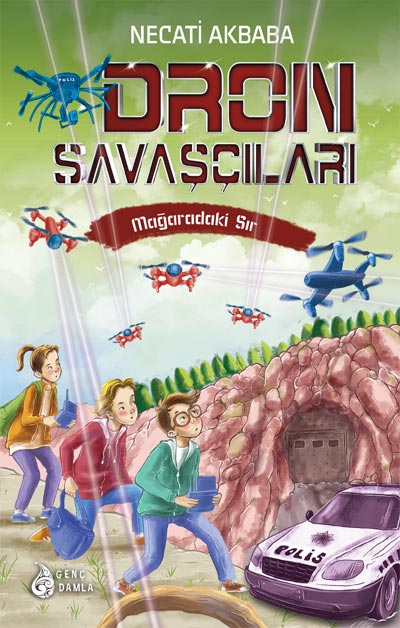 NECATİ AKBABA
POLİS
DRON
SAVAŞÇILARI
Mağaradaki Sır
POLİS
GENÇ
DAMLA